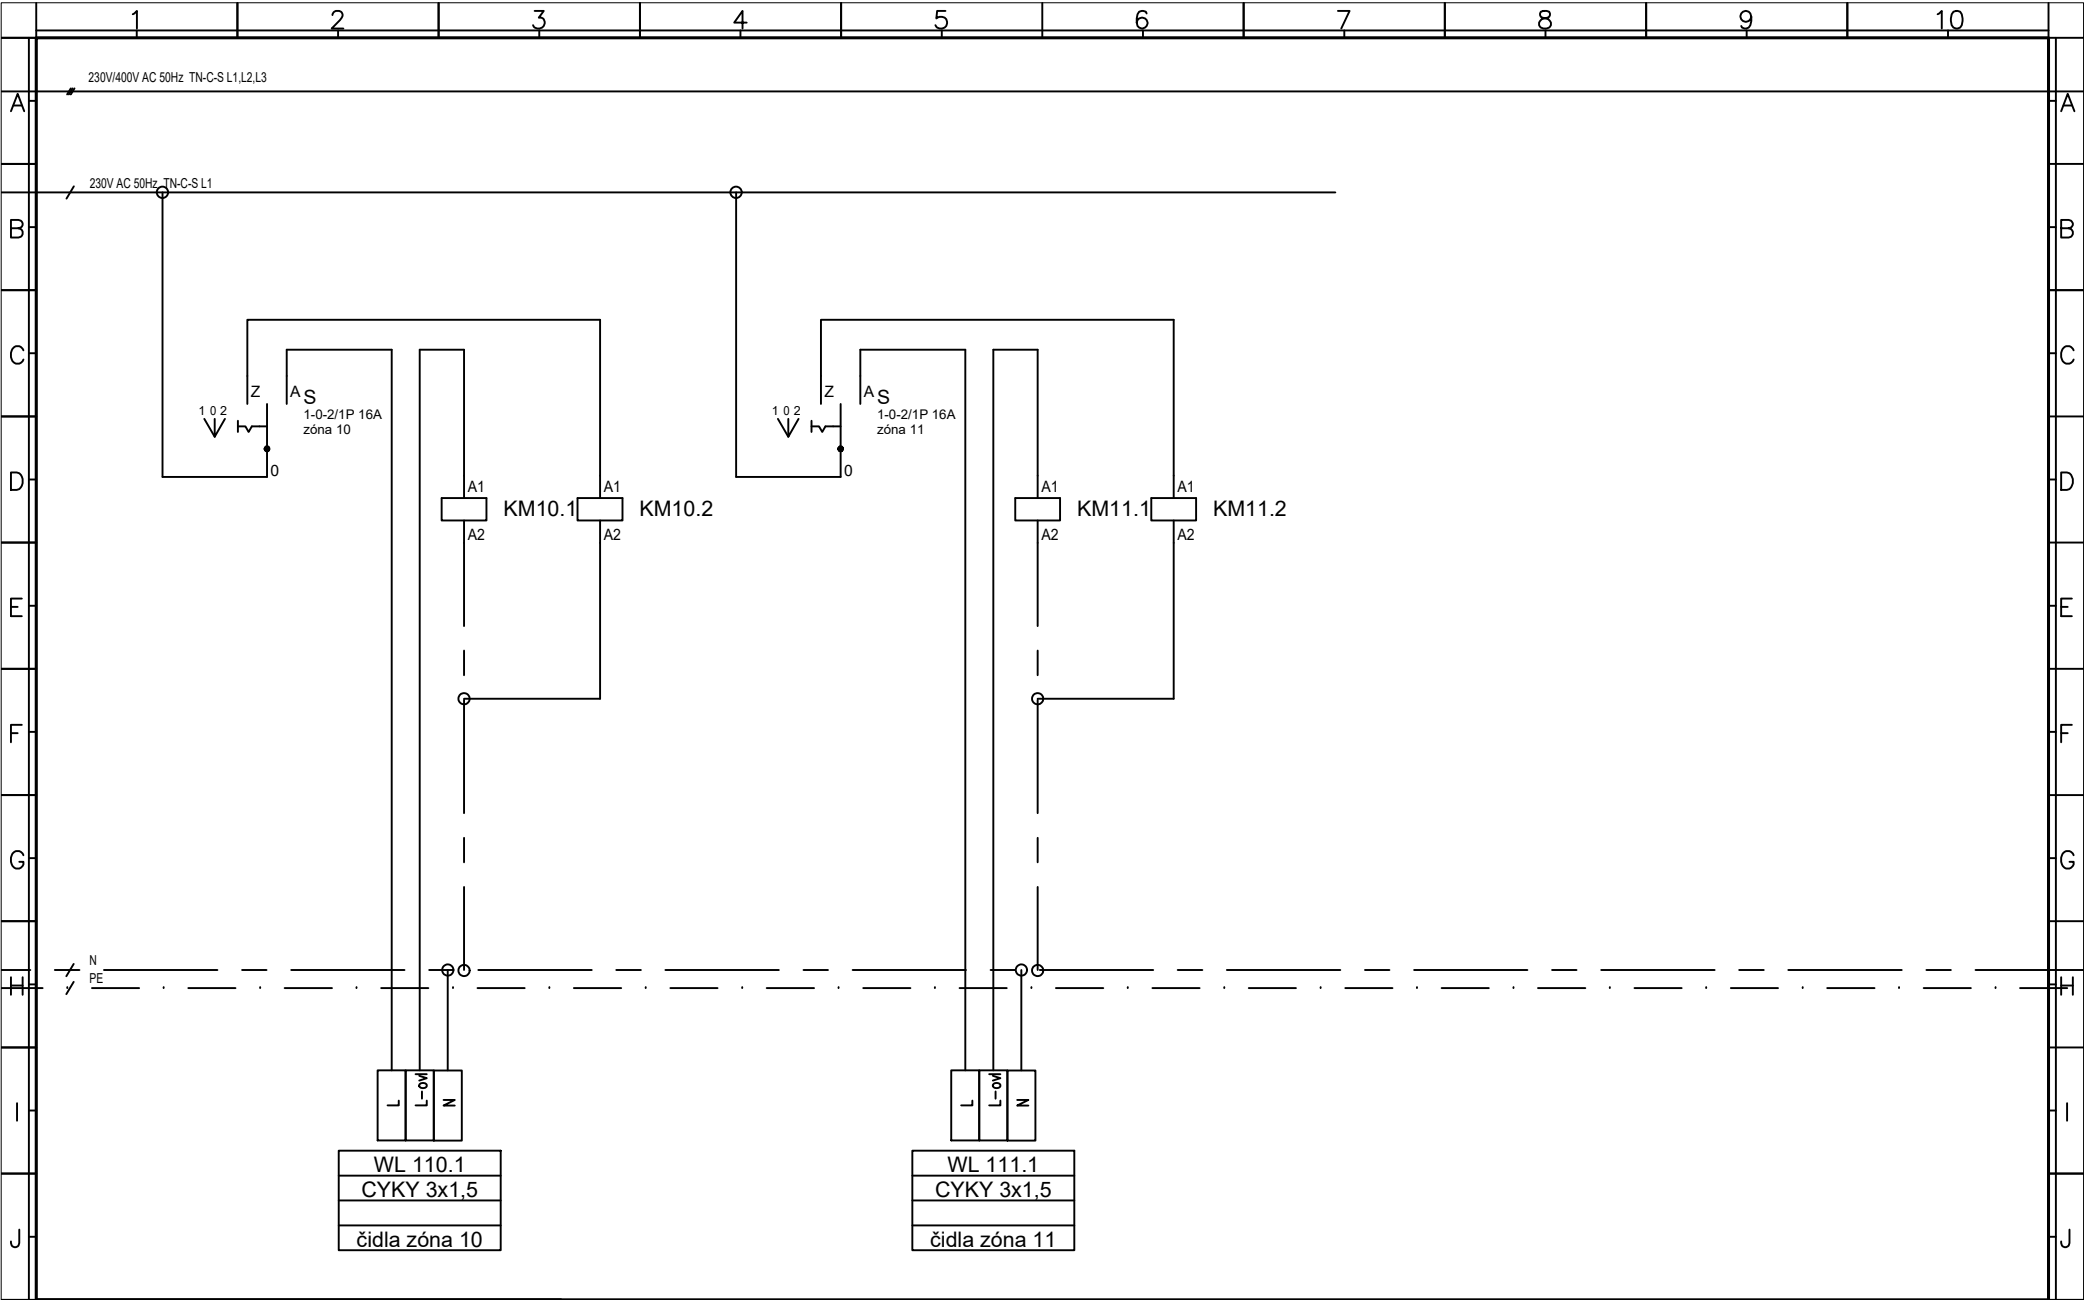 1 2 3 4 5 6 7 8 9 10
230V/400V AC 50Hz TN-C-S L1,L2,L3
A A
230V AC 50Hz TN-C-S L1
B B
C C
Z A S
1 0 2
1-0-2/1P 16A
zóna 10
0
Z A S
1 0 2
1-0-2/1P 16A
zóna 11
0
D D
A1 A1
KM10.1 KM10.2
A2 A2
A1 A1
KM11.1 KM11.2
A2 A2
E E
F F
G G
N
PE
H H
L L-ovl N
L L-ovl N
I I
WL 110.1
CYKY 3x1,5
čidla zóna 10
WL 111.1
CYKY 3x1,5
čidla zóna 11
J J